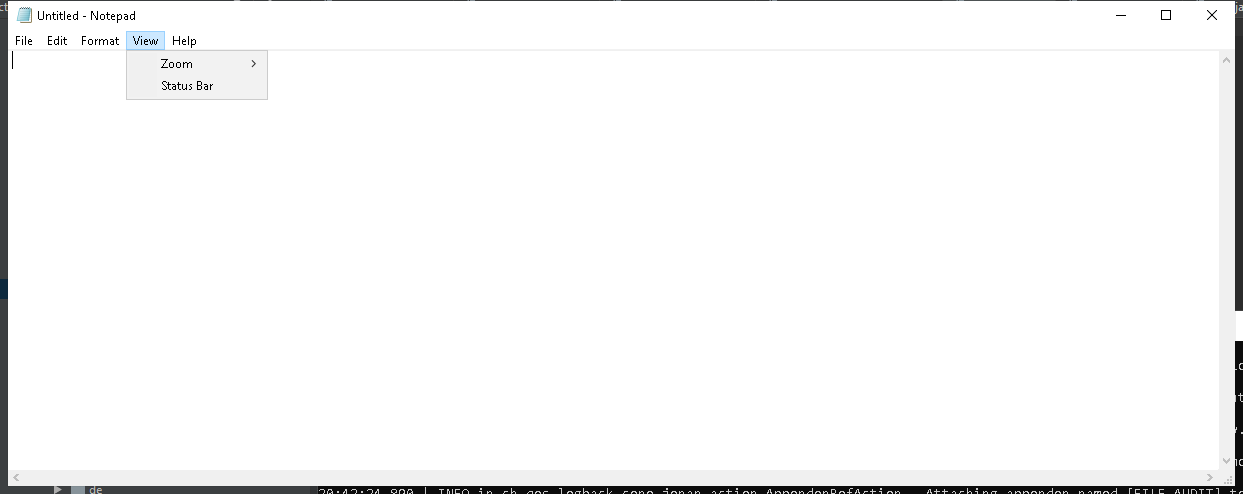 Untitled - Notepad
File Edit Format View Help
Zoom
Status Bar
de
20:42:24,890 | INFO in ch.qos.logback.core.joran.action.AppenderRefAction - Attaching appender named [FILE_AUDIT] t